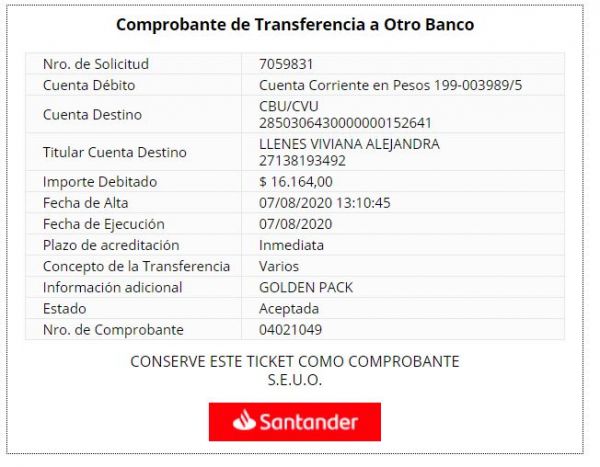 Comprobante de Transferencia a Otro Banco
Nro. de Solicitud 7059831
Cuenta Débito Cuenta Corriente en Pesos 199-003989/5
Cuenta Destino CBU/CVU
2850306430000000152641
Titular Cuenta Destino LLENES VIVIANA ALEJANDRA
27138193492
Importe Debitado $ 16.164,00
Fecha de Alta 07/08/2020 13:10:45
Fecha de Ejecución 07/08/2020
Plazo de acreditación Inmediata
Concepto de la Transferencia Varios
Información adicional GOLDEN PACK
Estado Aceptada
Nro. de Comprobante 04021049
CONSERVE ESTE TICKET COMO COMPROBANTE
S.E.U.O.
Santander